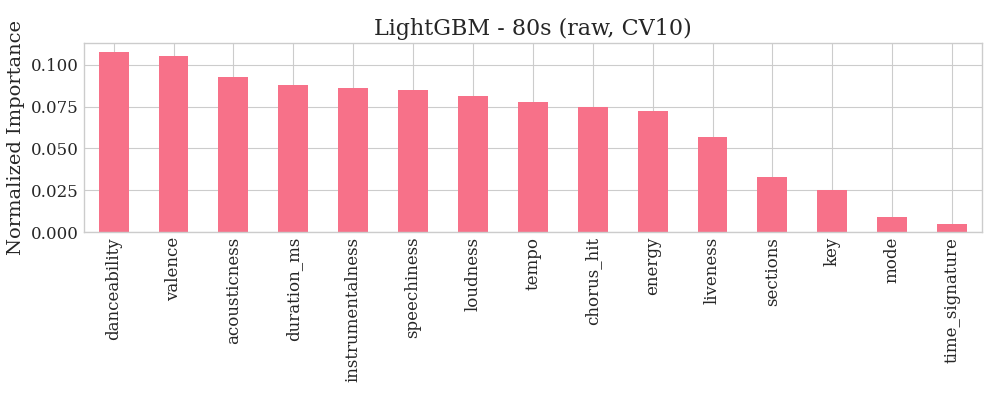 LightGBM - 80s (raw, CV10)
Normalized Importance
0.100
0.075
0.050
0.025
0.000
danceability
valence
acousticness
duration_ms
instrumentalness
speechiness
loudness
tempo
chorus_hit
energy
liveness
sections
key
mode
time_signature